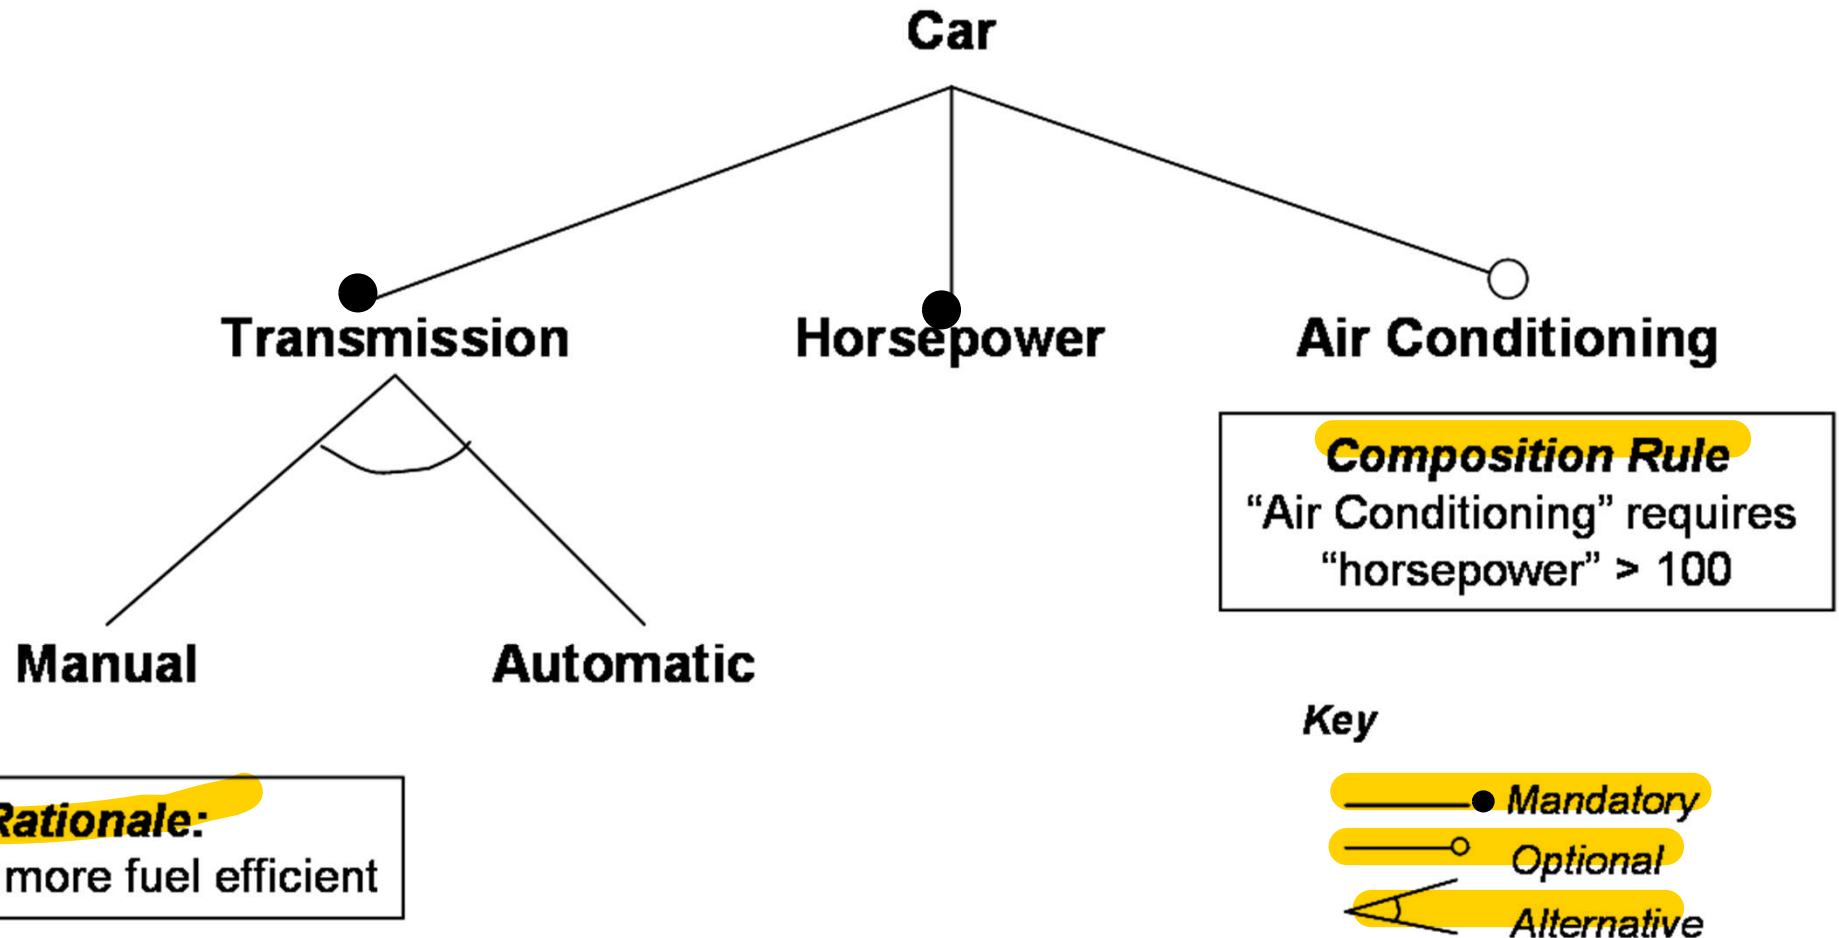 Car
Transmission
Horsepower
Air Conditioning
Composition Rule
“Air Conditioning” requires
“horsepower” > 100
Manual
Automatic
Rationale:
more fuel efficient
Key
Mandatory
Optional
Alternative